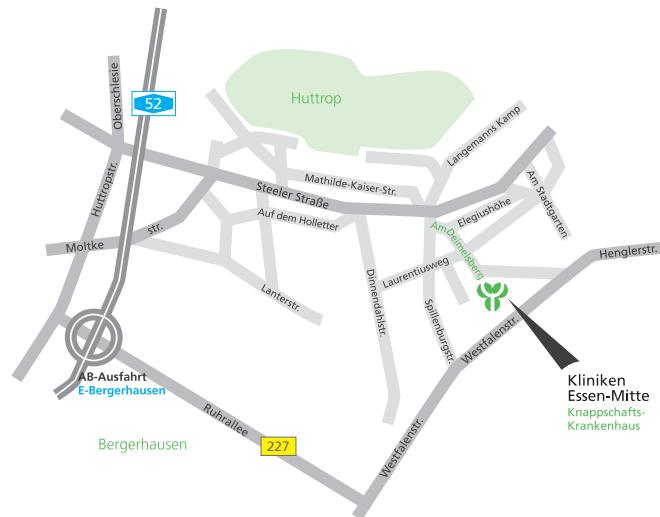 Oberschlesie
52
Huttrop
Langemanns Kamp
Huttropstr.
Mathilde-Kaiser-Str.
Steeler Straße
Am Stadtgarten
Elegiushöhe
Auf dem Holletter
Moltke
str.
Am Deimelsberg
Henglerstr.
Laurentiusweg
Dinnendahlstr.
Lanterstr.
Spillenburgstr.
Westfalenstr.
AB-Ausfahrt
E-Bergerhausen
Kliniken
Essen-Mitte
Knappschafts-
Krankenhaus
Ruhrallee
Bergerhausen
227
Westfalenstr.